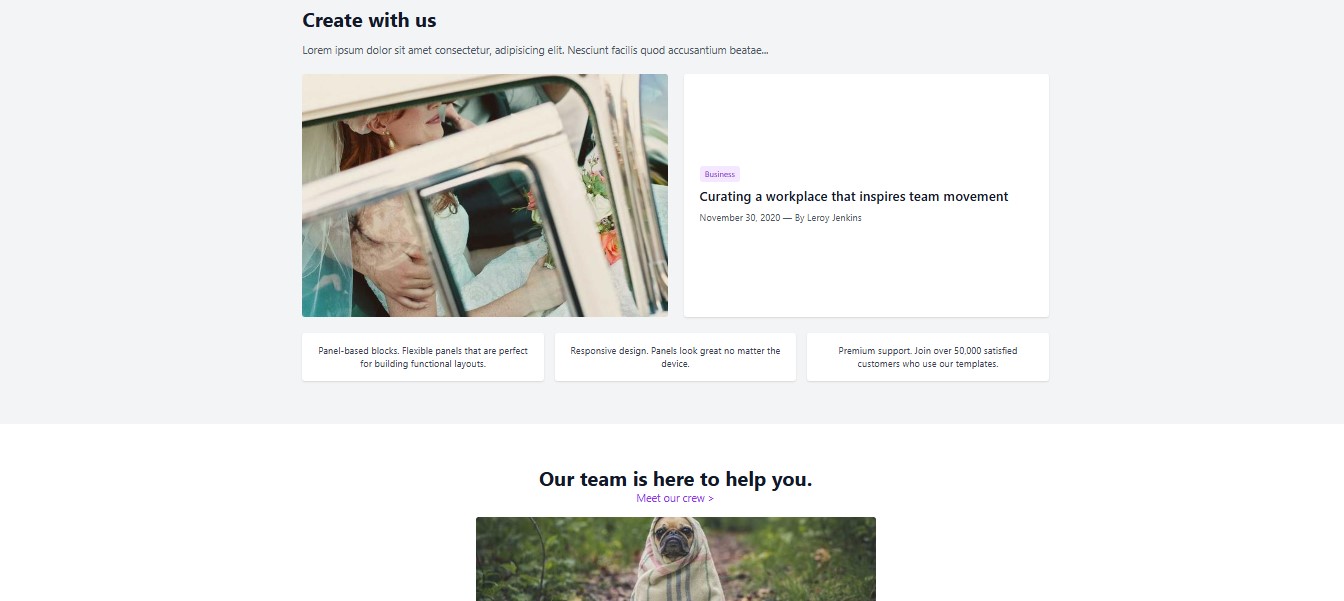 Create with us
Lorem ipsum dolor sit amet consectetur, adipisicing elit. Nesciunt facilis quod accusantium beatae...
Business
Curating a workplace that inspires team movement
November 30, 2020 — By Leroy Jenkins
Panel-based blocks. Flexible panels that are perfect
for building functional layouts.
Responsive design. Panels look great no matter the
device.
Premium support. Join over 50,000 satisfied
customers who use our templates.
Our team is here to help you.
Meet our crew >